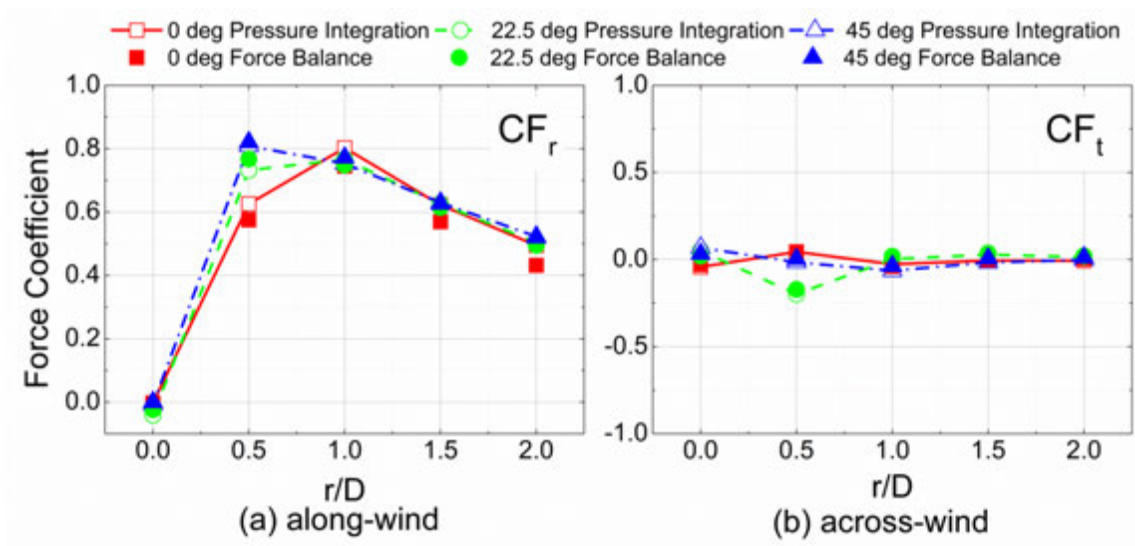 0 deg Pressure Integration 22.5 deg Pressure Integration 45 deg Pressure Integration
0 deg Force Balance 22.5 deg Force Balance 45 deg Force Balance
Force Coefficient
1.0
0.8
0.6
0.4
0.2
0.0
CFr
0.0 0.5 1.0 1.5 2.0
r/D
(a) along-wind
1.0
0.5
0.0
-0.5
-1.0
CFt
0.0 0.5 1.0 1.5 2.0
r/D
(b) across-wind